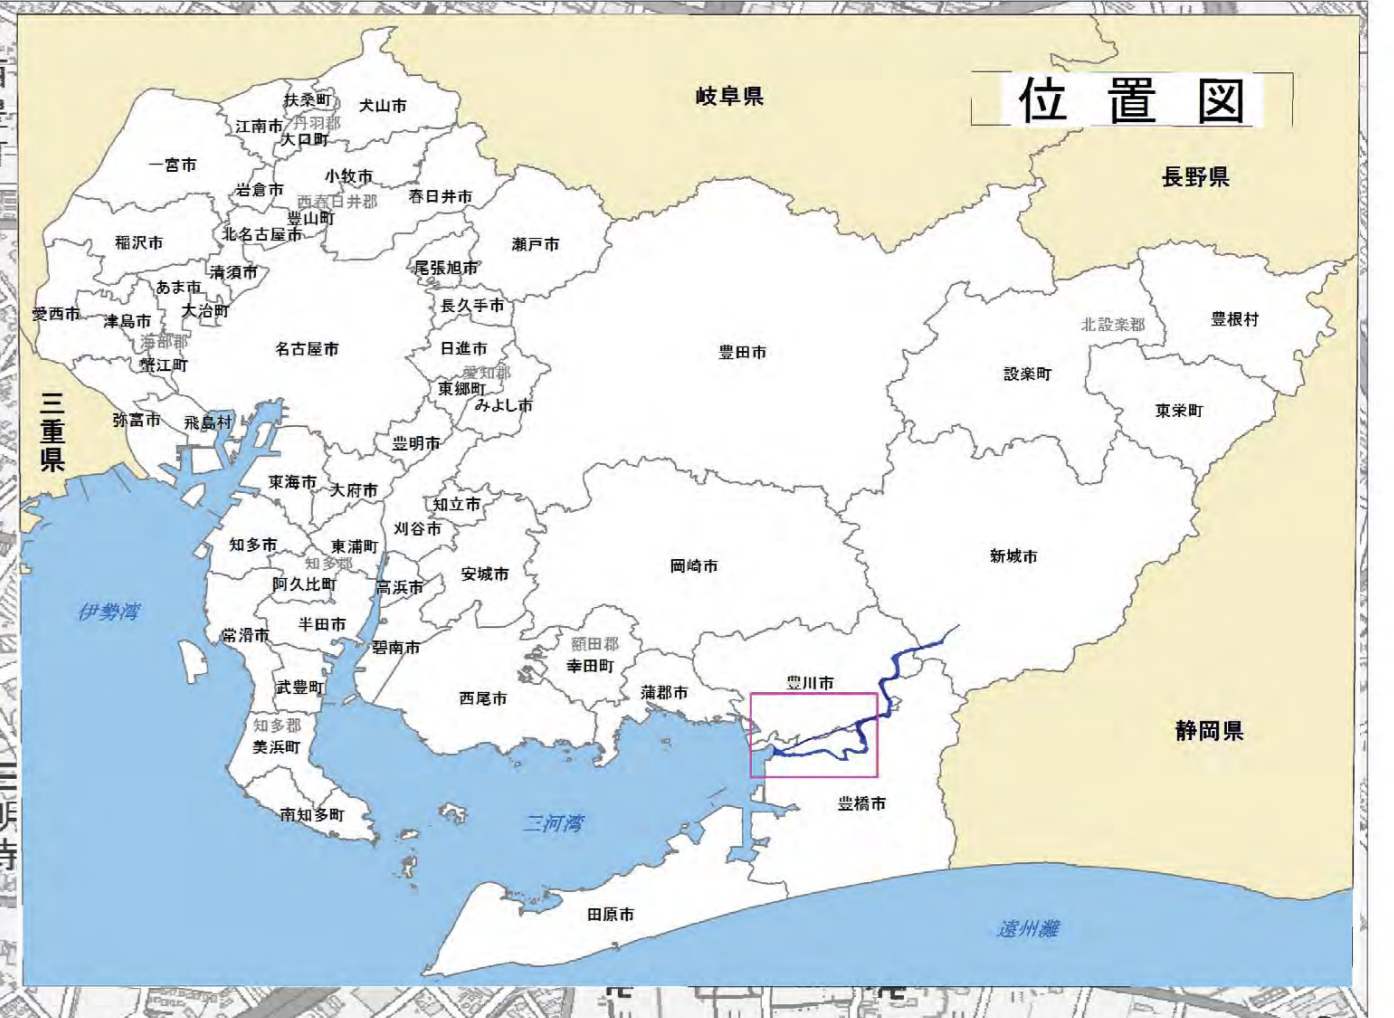 位置図
岐阜県
長野県
扶桑町
犬山市
丹羽郡
江南市
大口町
一宮市
小牧市
岩倉市
春日井市
西春日井郡
豊山町
北名古屋市
稲沢市
瀬戸市
尾張旭市
清須市
あま市
長久手市
大治町
愛西市
津島市
海部郡
蟹江町
名古屋市
日進市
愛知郡
東郷町
みよし市
豊田市
北設楽郡
豊根村
設楽町
東栄町
三重県
弥富市
飛島村
豊明市
東海市
大府市
知立市
刈谷市
知多市
東浦町
知多郡
阿久比町
高浜市
安城市
岡崎市
新城市
伊勢湾
常滑市
半田市
碧南市
額田郡
幸田町
武豊町
西尾市
蒲郡市
豊川市
知多郡
美浜町
静岡県
南知多町
三河湾
豊橋市
田原市
遠州灘